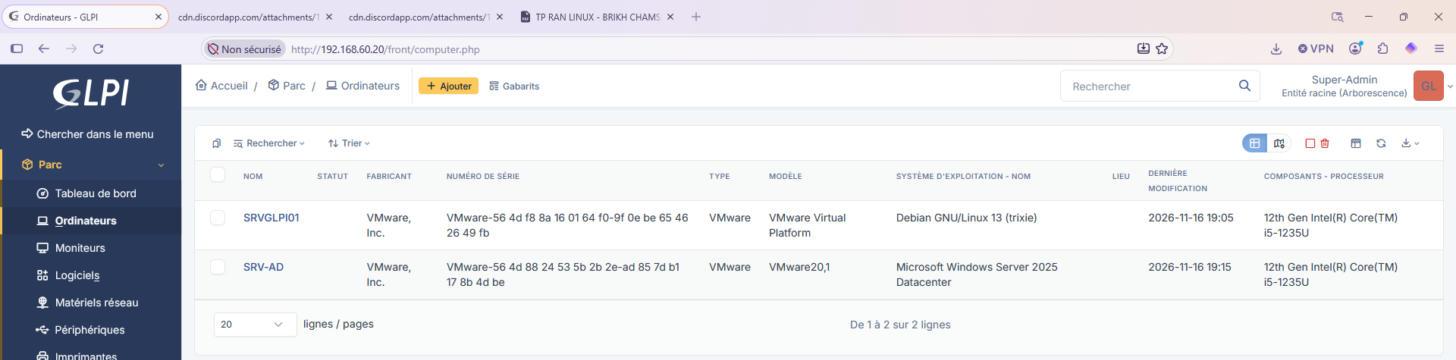 Ordinateurs - GLPI
cdn.discordapp.com/attachments/1
cdn.discordapp.com/attachments/1
TP RAN LINUX - BRIKH CHAMS
Non sécurisé http://192.168.60.20/front/computer.php
VPN
GLPI
Accueil / Parc / Ordinateurs
+ Ajouter
Gabarits
Rechercher
Super-Admin
Entité racine (Arborescence)
GL
Chercher dans le menu
Parc
Tableau de bord
Ordinateurs
Moniteurs
Logiciels
Matériels réseau
Périphériques
Imprimantes
Rechercher
Trier
NOM STATUT FABRICANT NUMÉRO DE SÉRIE TYPE MODÈLE SYSTÈME D'EXPLOITATION - NOM LIEU DERNIÈRE MODIFICATION COMPOSANTS - PROCESSEUR
SRVGLPI01 VMware, VMware-56 4d f8 8a 16 01 64 f0-9f 0e be 65 46 VMware VMware Virtual Debian GNU/Linux 13 (trixie) 2026-11-16 19:05 12th Gen Intel(R) Core(TM)
Inc. 26 49 fb Platform i5-1235U
SRV-AD VMware, VMware-56 4d 88 24 53 5b 2b 2e-ad 85 7d b1 VMware VMware20,1 Microsoft Windows Server 2025 2026-11-16 19:15 12th Gen Intel(R) Core(TM)
Inc. 17 8b 4d be Datacenter i5-1235U
20 lignes / pages
De 1 à 2 sur 2 lignes